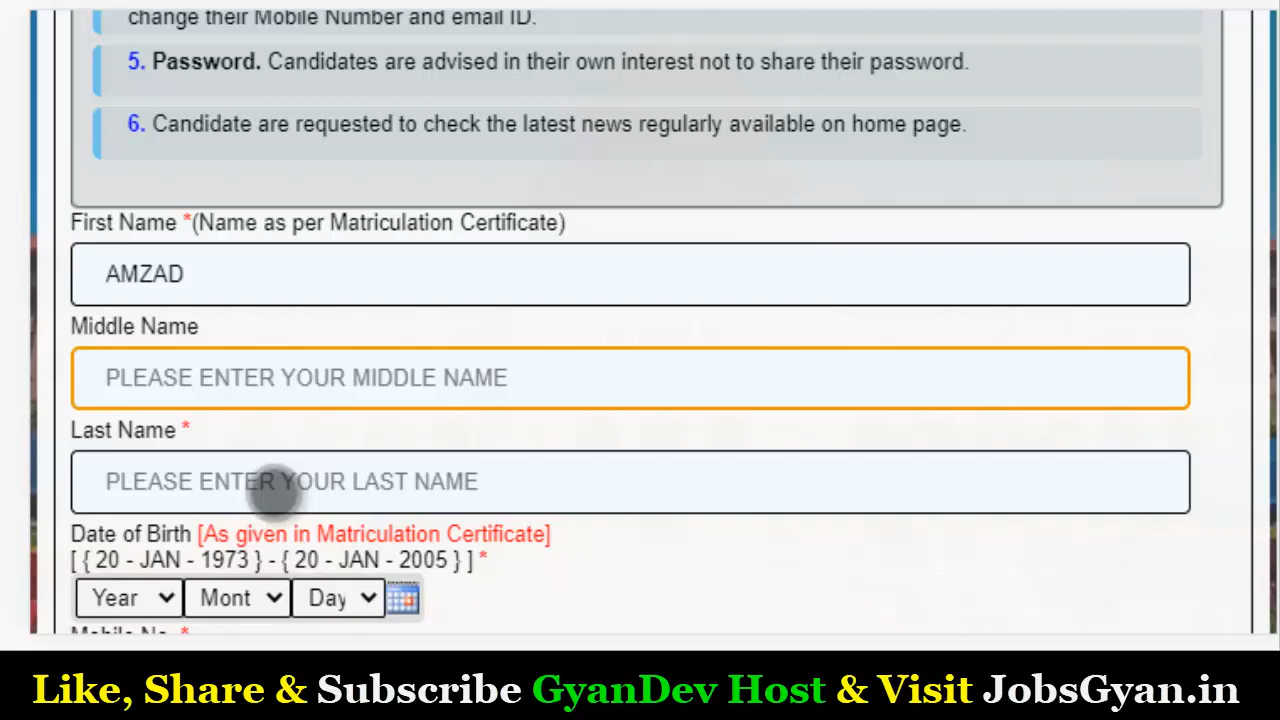 change their Mobile Number and email ID.
5. Password. Candidates are advised in their own interest not to share their password.
6. Candidate are requested to check the latest news regularly available on home page.
First Name *(Name as per Matriculation Certificate)
AMZAD
Middle Name
PLEASE ENTER YOUR MIDDLE NAME
Last Name *
PLEASE ENTER YOUR LAST NAME
Date of Birth [As given in Matriculation Certificate]
[ { 20 - JAN - 1973 } - { 20 - JAN - 2005 } ] *
Year Mont Day
Mobile No. *
Like, Share & Subscribe GyanDev Host & Visit JobsGyan.in